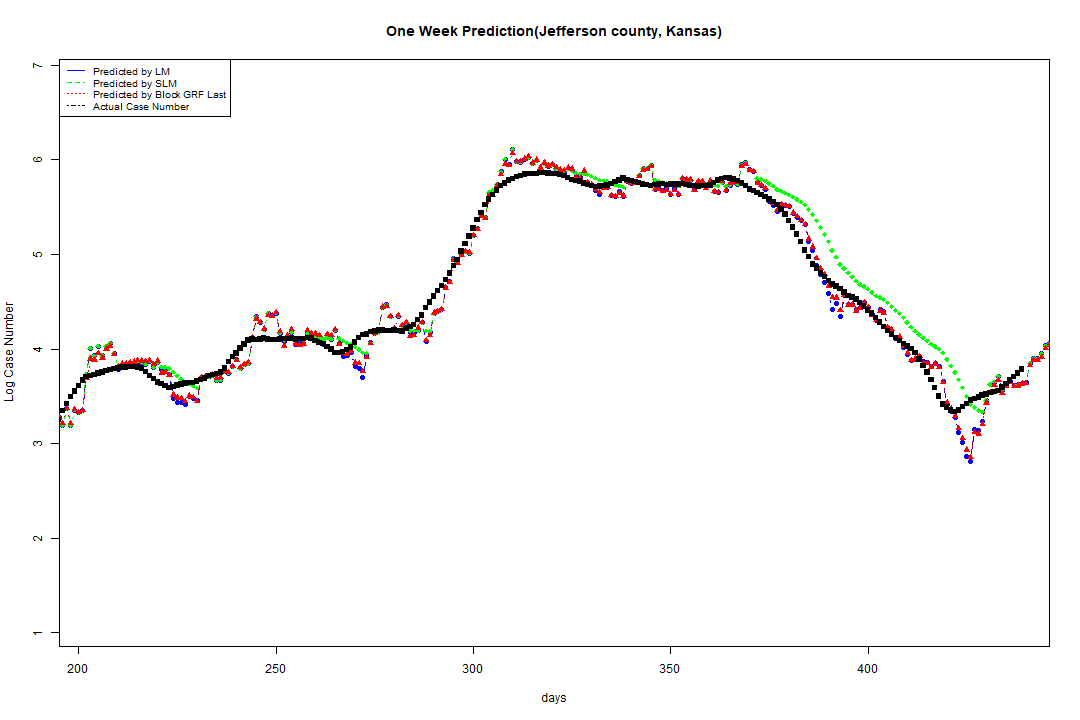 One Week Prediction(Jefferson county, Kansas)
Predicted by LM
Predicted by SLM
Predicted by Block GRF Last
Actual Case Number
7
6
5
4
3
2
1
Log Case Number
200 250 300 350 400
days